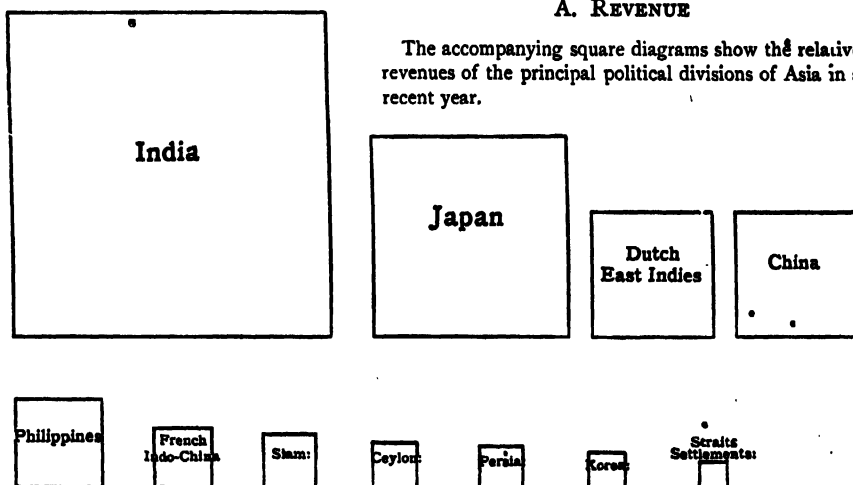 A. REVENUE
The accompanying square diagrams show the relative
revenues of the principal political divisions of Asia in
recent year.
India
Japan
Dutch
East Indies
China
Philippines
French
Indo-China
Siam:
Ceylon:
Persia:
Korea:
Straits
Settlements: